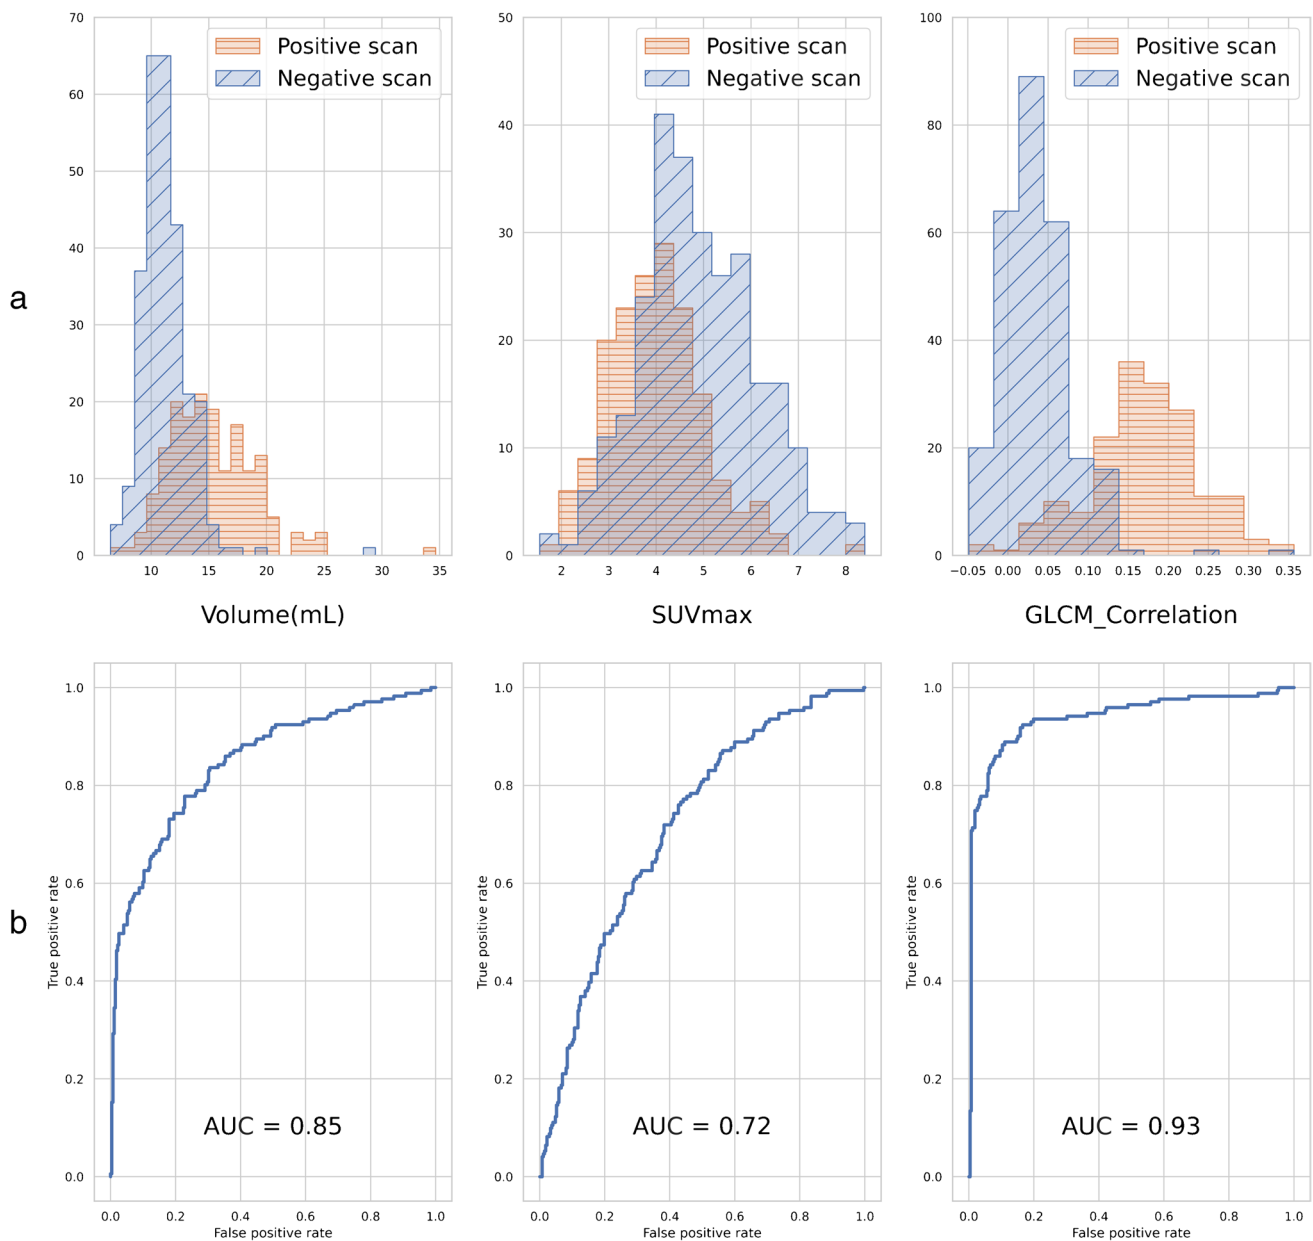 a
70
60
50
40
30
20
10
0
Positive scan
Negative scan
10 15 20 25 30 35
Volume(mL)
50
40
30
20
10
0
Positive scan
Negative scan
2 3 4 5 6 7 8
SUVmax
100
80
60
40
20
0
Positive scan
Negative scan
−0.05 0.00 0.05 0.10 0.15 0.20 0.25 0.30 0.35
GLCM_Correlation
b
True positive rate
1.0
0.8
0.6
0.4
0.2
0.0
AUC = 0.85
0.0 0.2 0.4 0.6 0.8 1.0
False positive rate
True positive rate
1.0
0.8
0.6
0.4
0.2
0.0
AUC = 0.72
0.0 0.2 0.4 0.6 0.8 1.0
False positive rate
True positive rate
1.0
0.8
0.6
0.4
0.2
0.0
AUC = 0.93
0.0 0.2 0.4 0.6 0.8 1.0
False positive rate